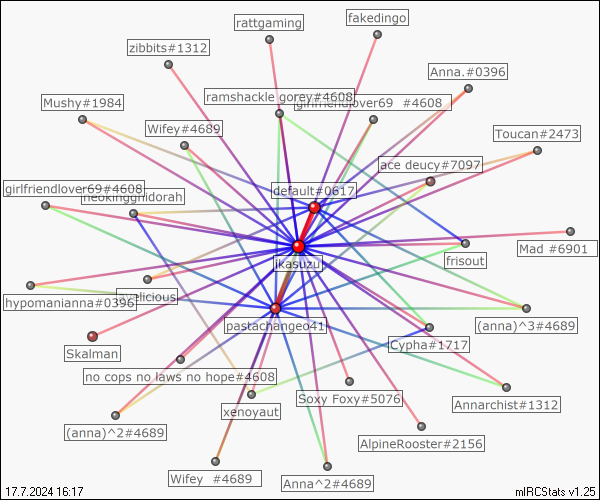 fakedingo
rattgaming
zibbits#1312
Anna.#0396
ramshackle gorey#4608
girlfriendlover69 #4608
Mushy#1984
Wifey#4689
Toucan#2473
ace deucy#7097
default#0617
girlfriendlover69#4608
neokingghidorah
Mad #6901
frisout
jkasuzu
hypomanianna#0396
pastachangeo41
(anna)^3#4689
Cypha#1717
Skalman
no cops no laws no hope#4608
Soxy Foxy#5076
Annarchist#1312
xenoyaut
(anna)^2#4689
AlpineRooster#2156
Wifey #4689
Anna^2#4689
17.7.2024 16:17
mIRCStats v1.25